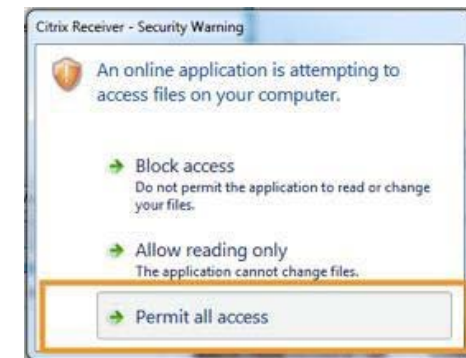 Citrix Receiver - Security Warning
An online application is attempting to
access files on your computer.
Block access
Do not permit the application to read or change
your files.
Allow reading only
The application cannot change files.
Permit all access